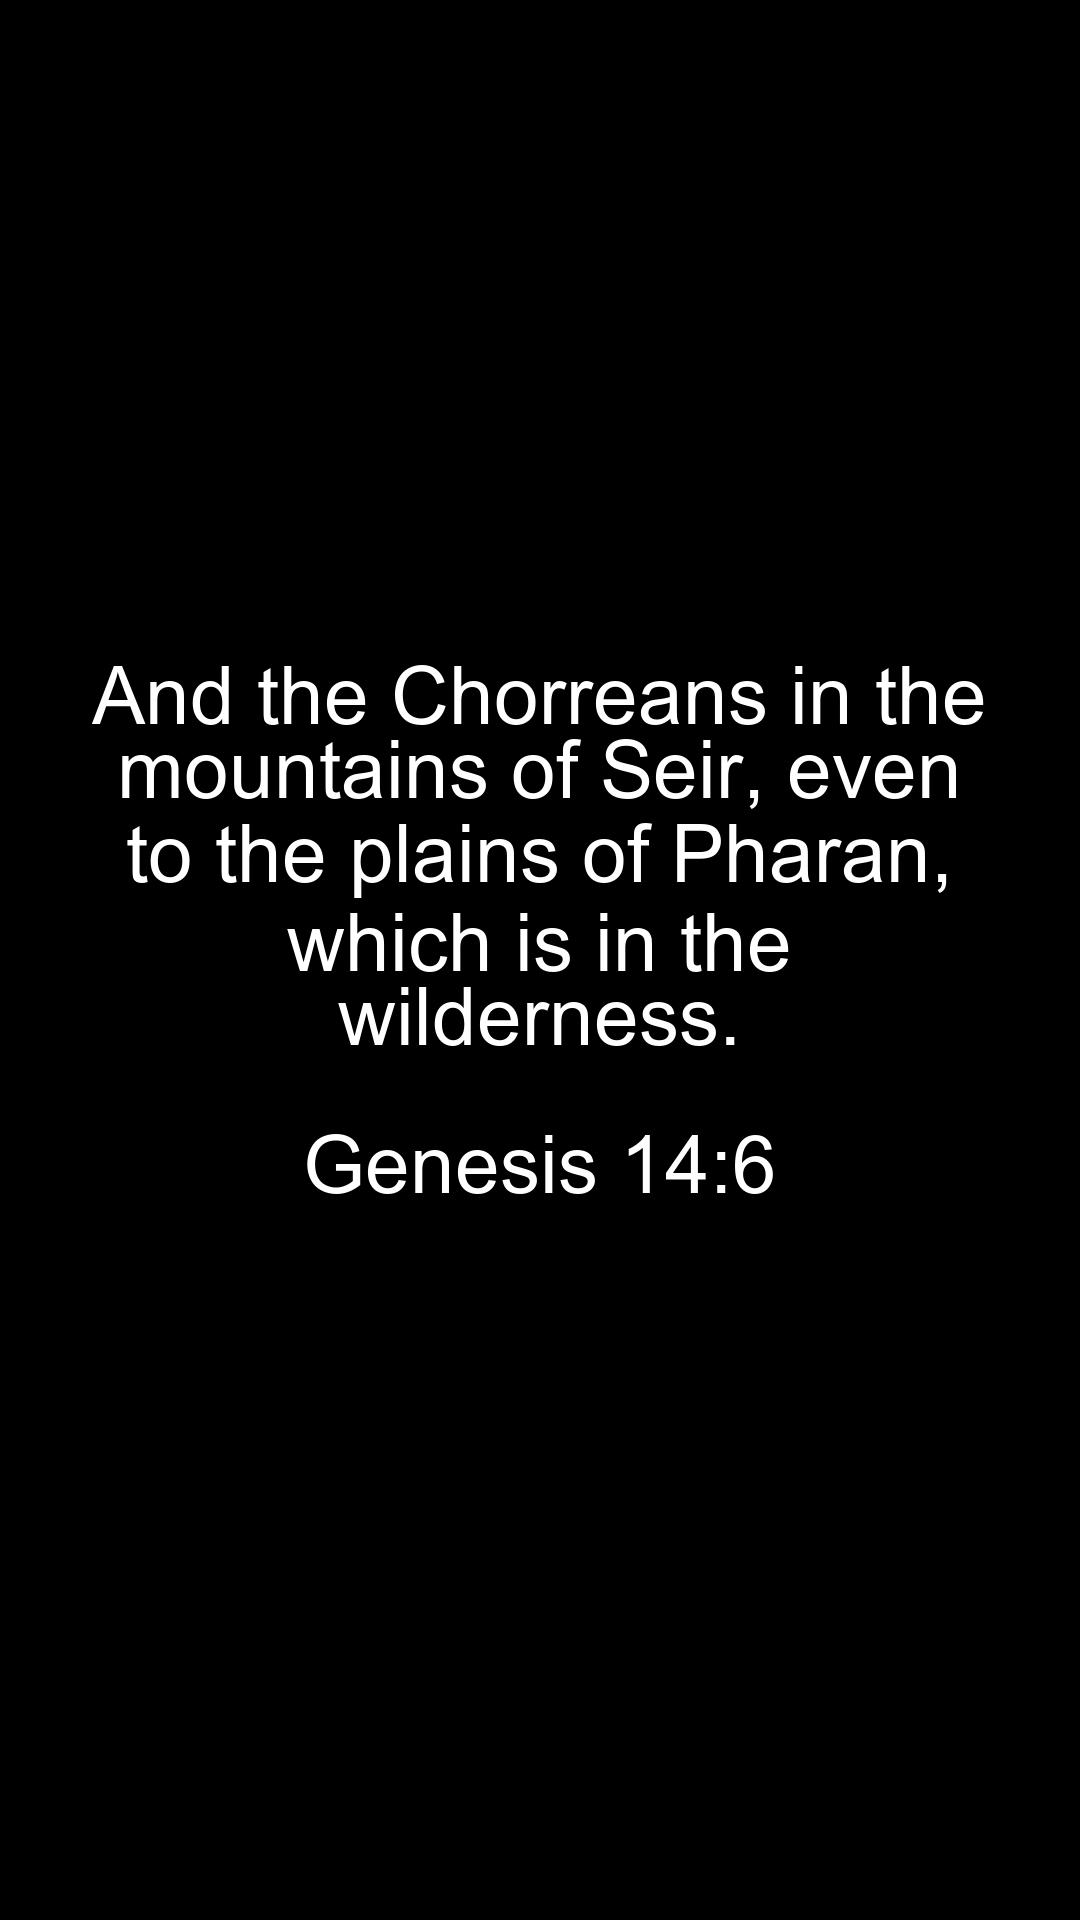 And the Chorreans in the
mountains of Seir, even
to the plains of Pharan,
which is in the
wilderness.
Genesis 14:6